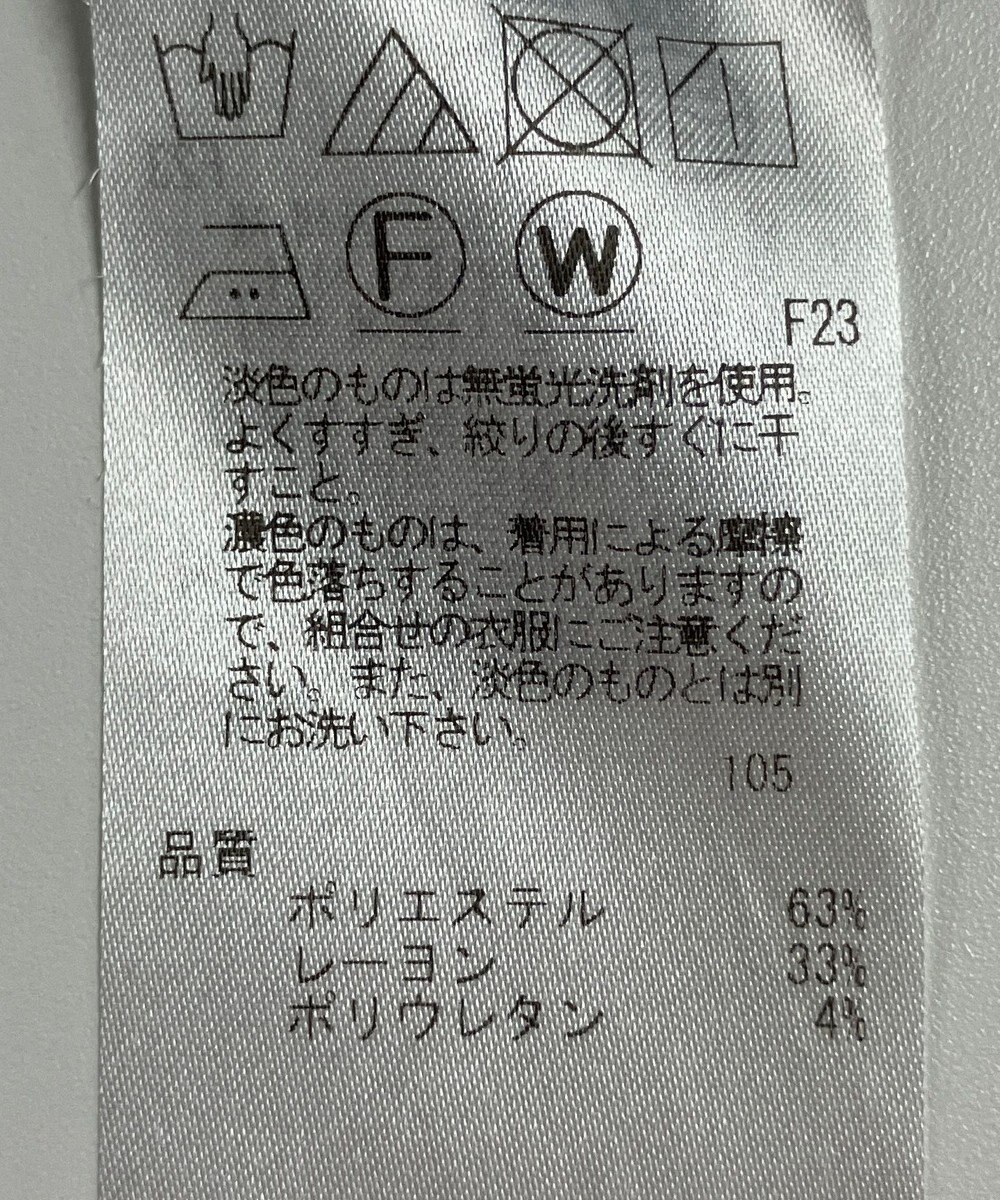 F W
F23
淡色のものは無蛍光洗剤を使用。
よくすすぎ、絞りの後すぐに干
すこと。
濃色のものは、着用による摩擦
で色落ちすることがありますの
で、組合せの衣服にご注意くだ
さい。また、淡色のものとは別
にお洗い下さい。
105
品質
ポリエステル 63%
レーヨン 33%
ポリウレタン 4%